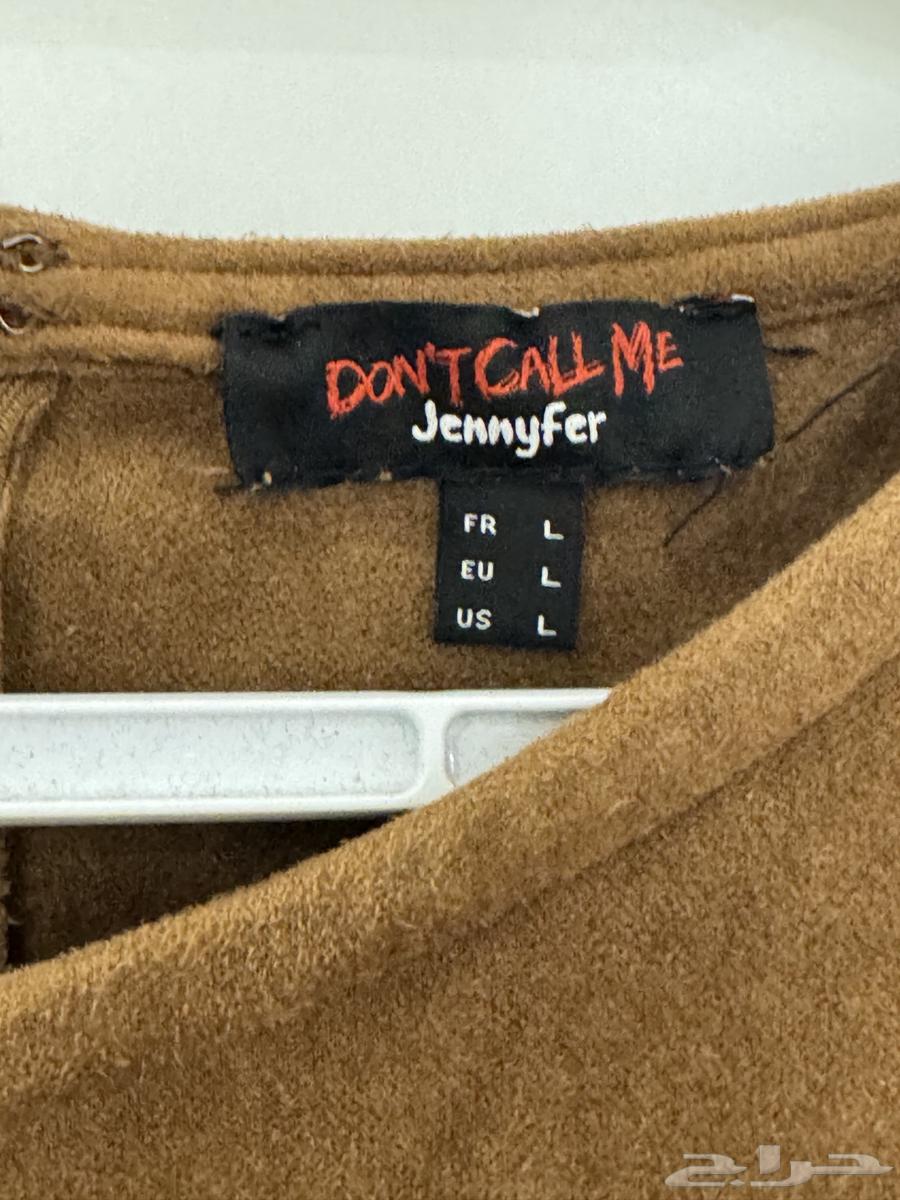 DON'T CALL ME
Jennyfer
FR L
EU L
US L
حراج